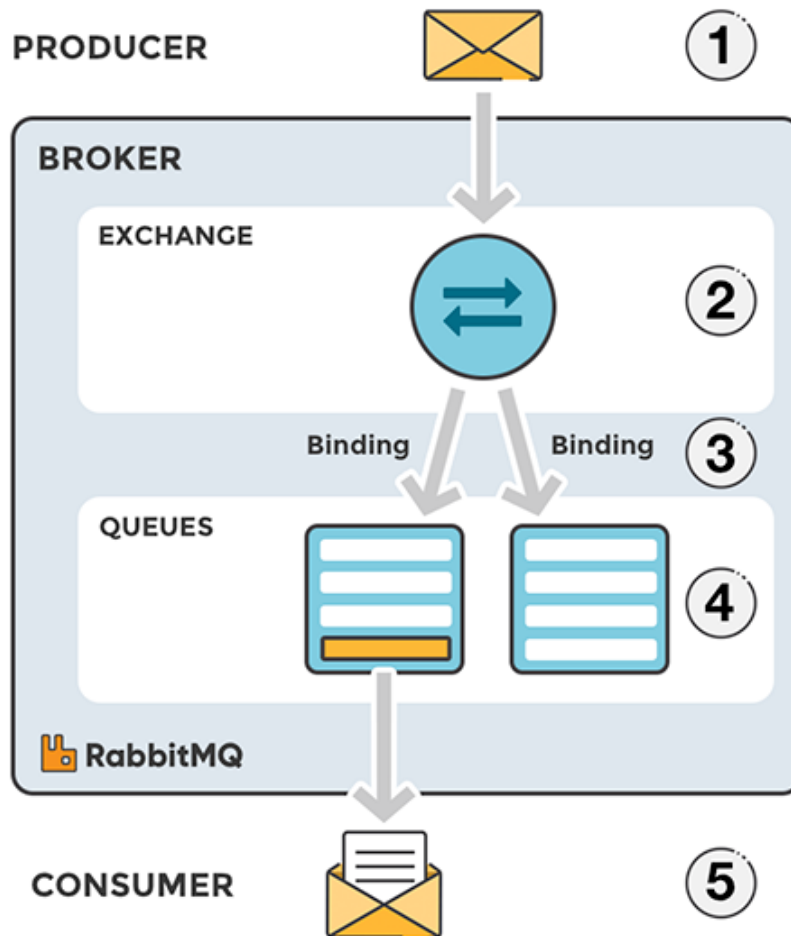 PRODUCER
1
BROKER
EXCHANGE
2
Binding Binding
3
QUEUES
4
RabbitMQ
CONSUMER
5